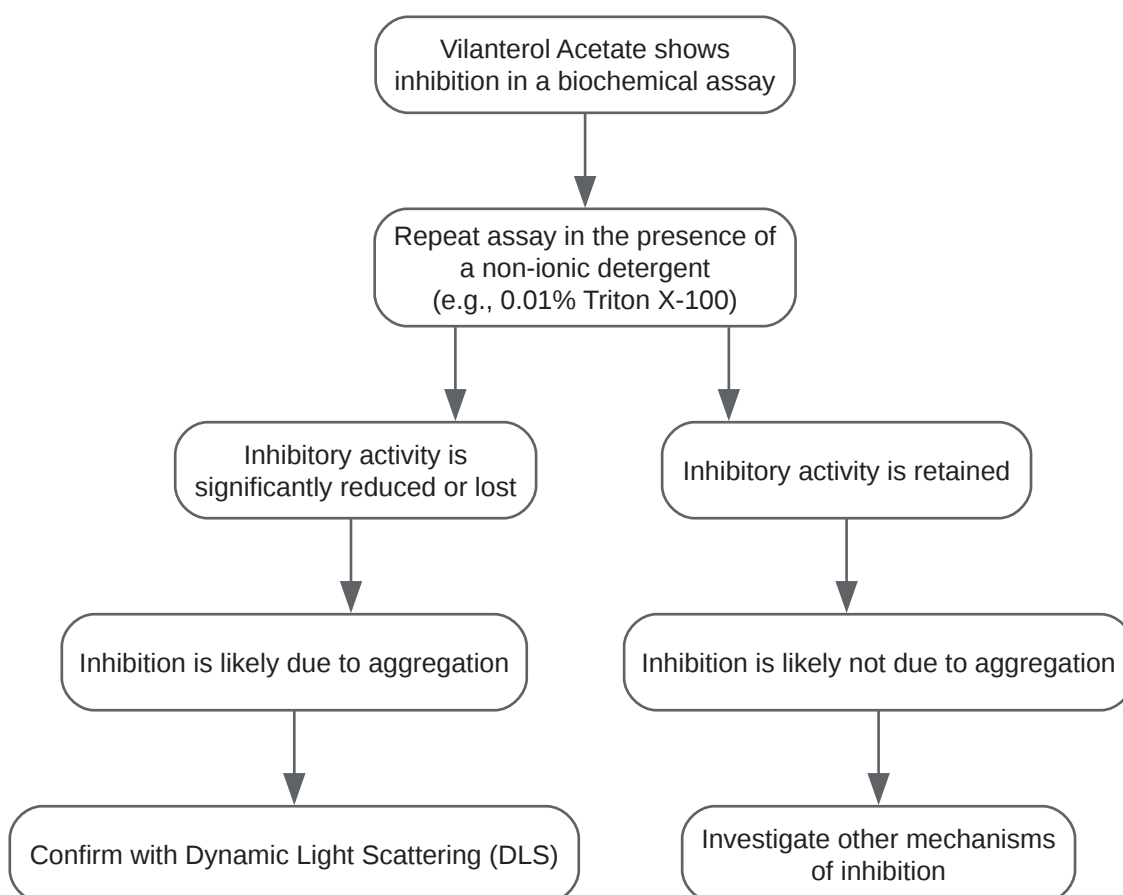 Vilanterol Acetate shows
inhibition in a biochemical assay
Repeat assay in the presence of
a non-ionic detergent
(e.g., 0.01% Triton X-100)
Inhibitory activity is
significantly reduced or lost
Inhibitory activity is retained
Inhibition is likely due to aggregation
Inhibition is likely not due to aggregation
Confirm with Dynamic Light Scattering (DLS)
Investigate other mechanisms
of inhibition